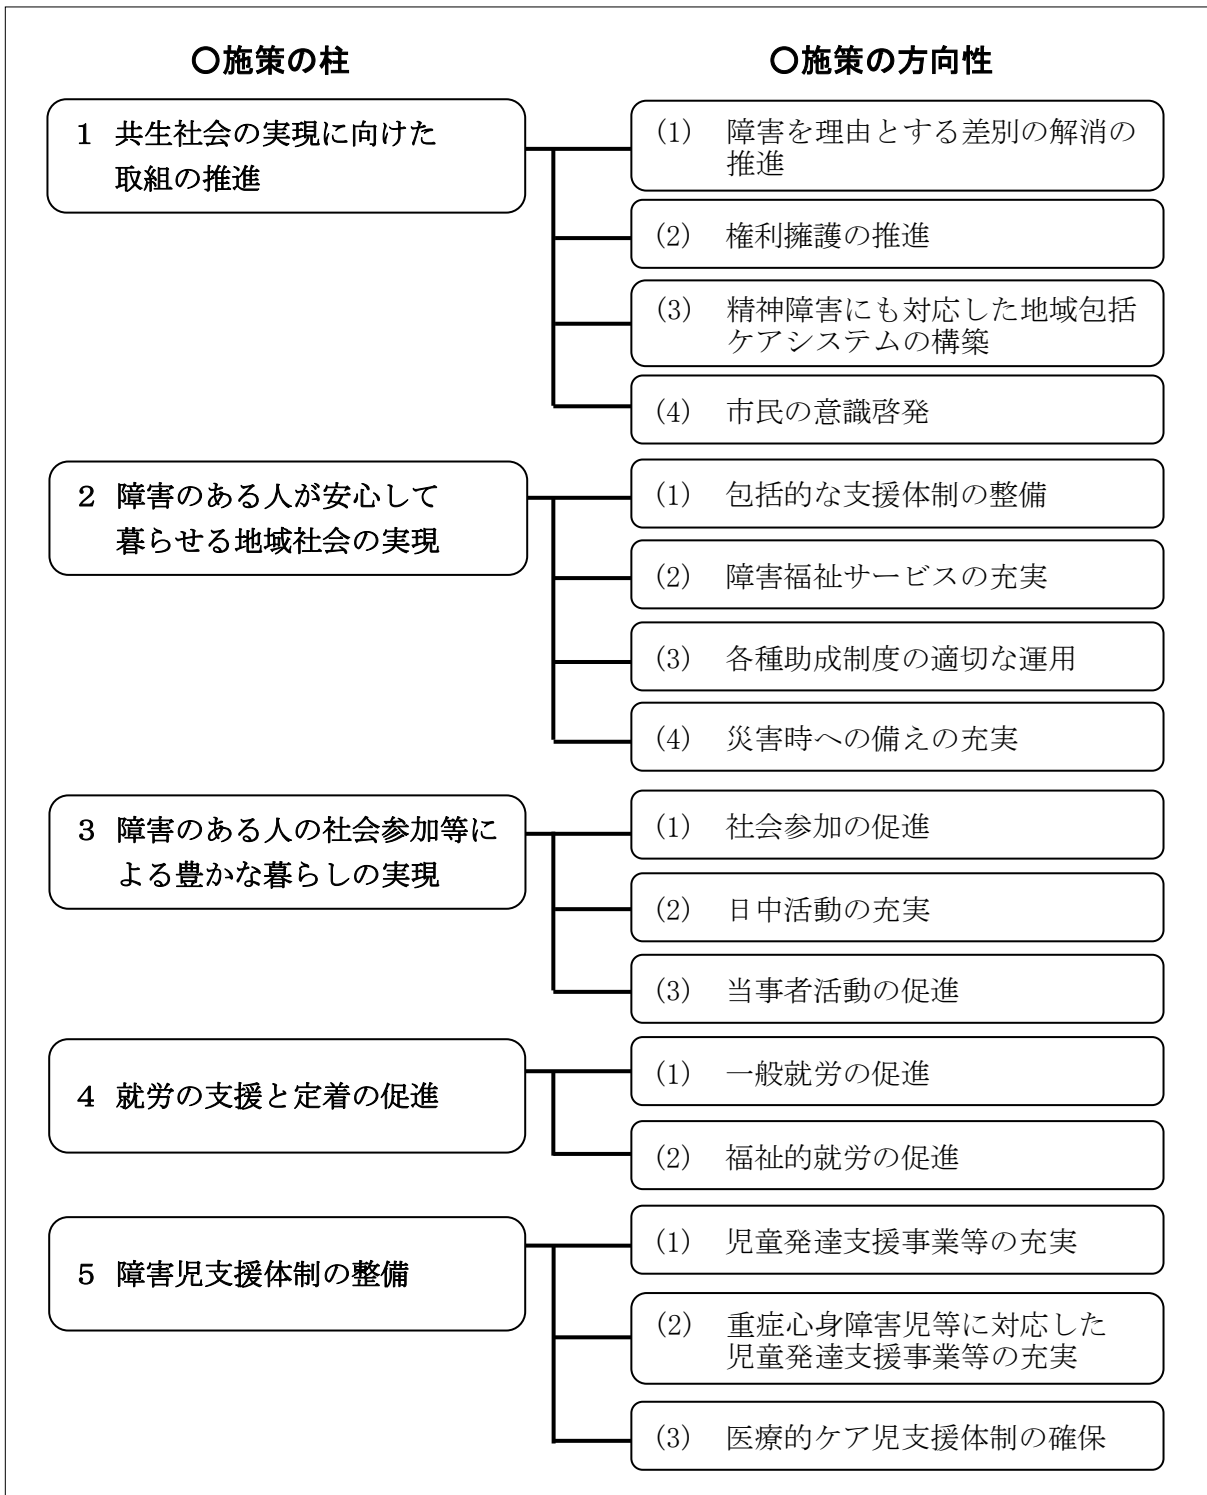 ○施策の柱
○施策の方向性
1 共生社会の実現に向けた
取組の推進
(1) 障害を理由とする差別の解消の
推進
(2) 権利擁護の推進
(3) 精神障害にも対応した地域包括
ケアシステムの構築
(4) 市民の意識啓発
2 障害のある人が安心して
暮らせる地域社会の実現
(1) 包括的な支援体制の整備
(2) 障害福祉サービスの充実
(3) 各種助成制度の適切な運用
(4) 災害時への備えの充実
3 障害のある人の社会参加等に
よる豊かな暮らしの実現
(1) 社会参加の促進
(2) 日中活動の充実
(3) 当事者活動の促進
4 就労の支援と定着の促進
(1) 一般就労の促進
(2) 福祉的就労の促進
5 障害児支援体制の整備
(1) 児童発達支援事業等の充実
(2) 重症心身障害児等に対応した
児童発達支援事業等の充実
(3) 医療的ケア児支援体制の確保